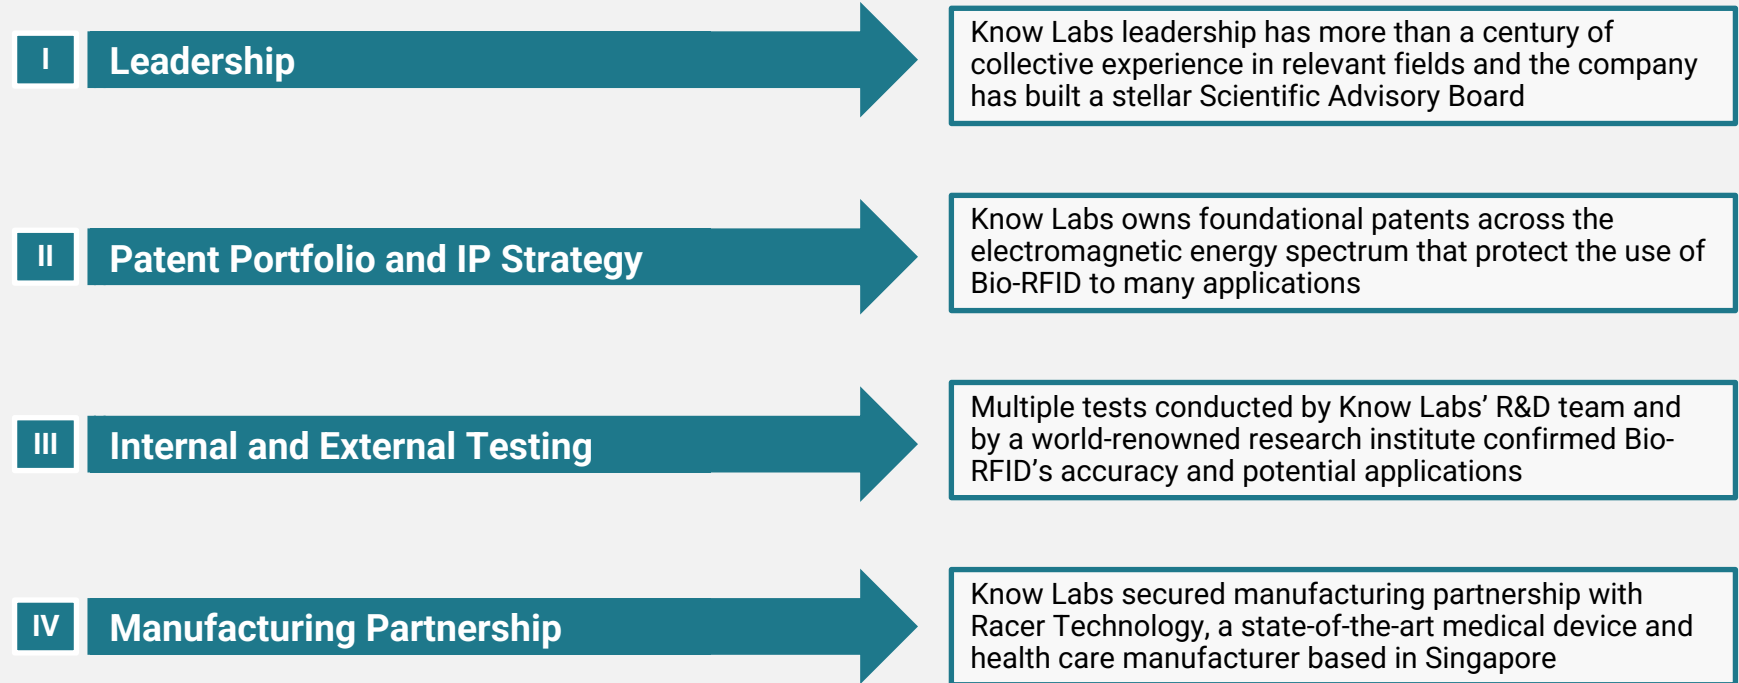 I
Leadership
Know Labs leadership has more than a century of
collective experience in relevant fields and the company
has built a stellar Scientific Advisory Board
II
Patent Portfolio and IP Strategy
Know Labs owns foundational patents across the
electromagnetic energy spectrum that protect the use of
Bio-RFID to many applications
III
Internal and External Testing
Multiple tests conducted by Know Labs’ R&D team and
by a world-renowned research institute confirmed Bio-
RFID’s accuracy and potential applications
IV
Manufacturing Partnership
Know Labs secured manufacturing partnership with
Racer Technology, a state-of-the-art medical device and
health care manufacturer based in Singapore